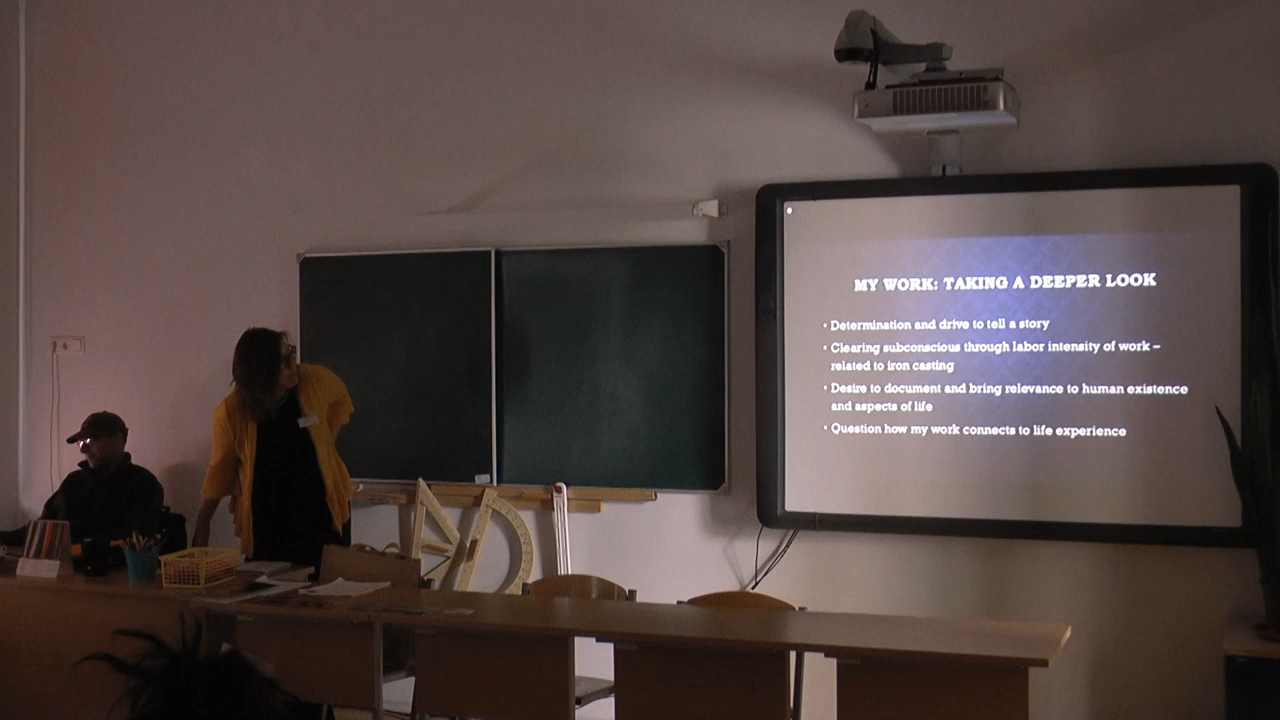 MY WORK: TAKING A DEEPER LOOK
• Determination and drive to tell a story
• Clearing subconscious through labor intensity of work –
related to iron casting
• Desire to document and bring relevance to human existence
and aspects of life
• Question how my work connects to life experience